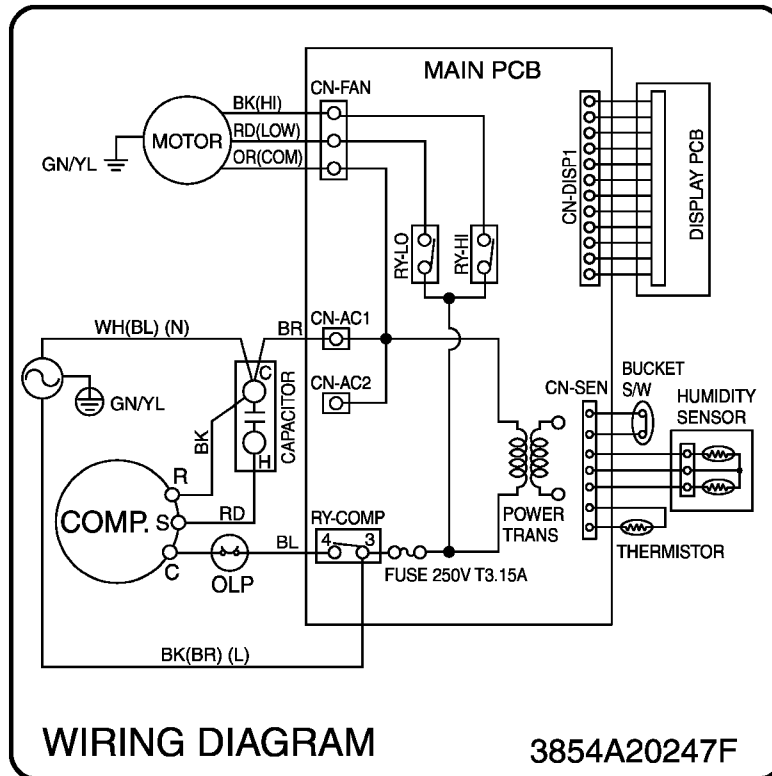 MAIN PCB
CN-FAN
BK(HI)
RD(LOW)
OR(COM)
MOTOR
GN/YL
CN-DISP1
DISPLAY PCB
RY-LO
RY-HI
WH(BL) (N)
BR
CN-AC1
CN-AC2
GN/YL
C
H
CAPACITOR
BK
CN-SEN
BUCKET
S/W
HUMIDITY
SENSOR
R
COMP.
S
RD
C
OLP
BL
RY-COMP
4 3
FUSE 250V T3.15A
POWER
TRANS
THERMISTOR
BK(BR) (L)
WIRING DIAGRAM
3854A20247F